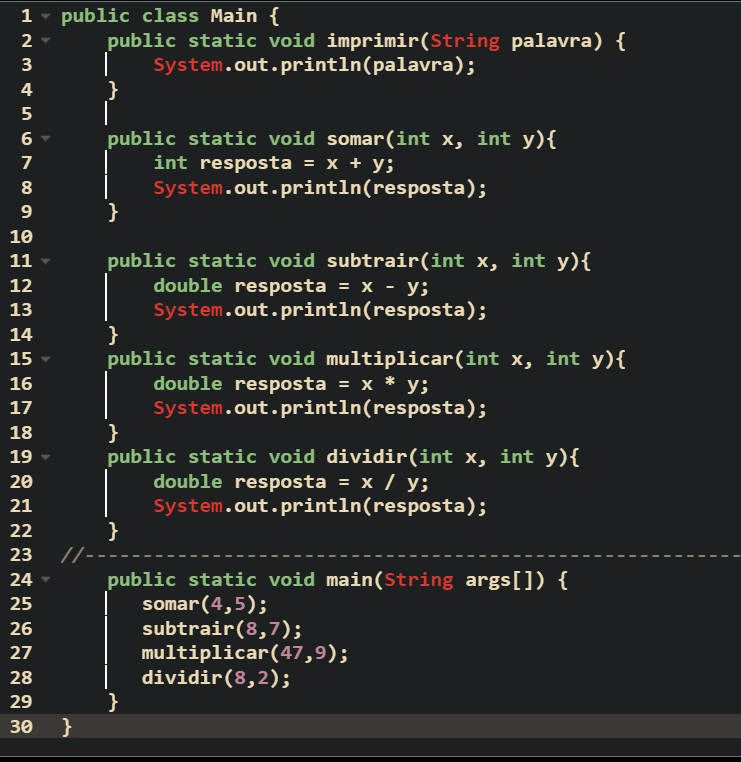 1 public class Main {
2     public static void imprimir(String palavra) {
3         System.out.println(palavra);
4     }
5
6     public static void somar(int x, int y){
7         int resposta = x + y;
8         System.out.println(resposta);
9     }
10
11     public static void subtrair(int x, int y){
12         double resposta = x - y;
13         System.out.println(resposta);
14     }
15     public static void multiplicar(int x, int y){
16         double resposta = x * y;
17         System.out.println(resposta);
18     }
19     public static void dividir(int x, int y){
20         double resposta = x / y;
21         System.out.println(resposta);
22     }
23 //---------------------------------------------------------
24     public static void main(String args[]) {
25        somar(4,5);
26        subtrair(8,7);
27        multiplicar(47,9);
28        dividir(8,2);
29     }
30 }